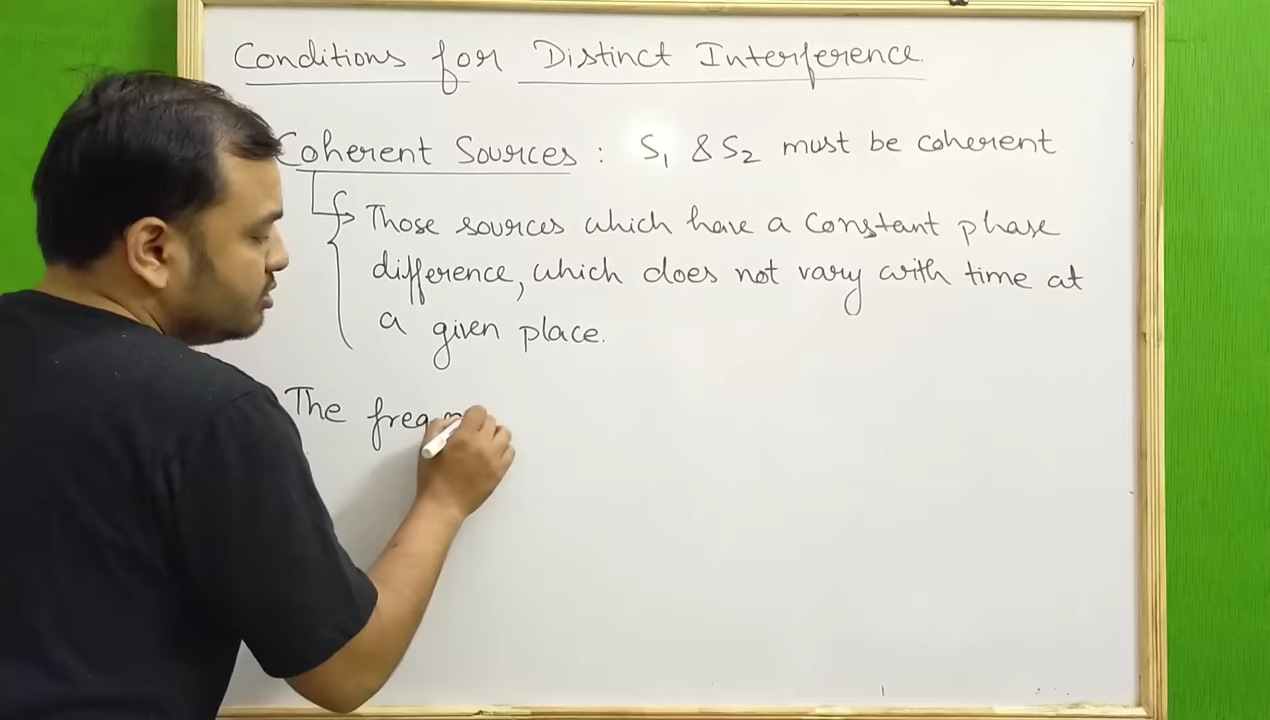 Conditions for Distinct Interference.
Coherent Sources : S₁ & S₂ must be coherent
Those sources which have a constant phase
difference, which does not vary with time at
a given place.
The freq